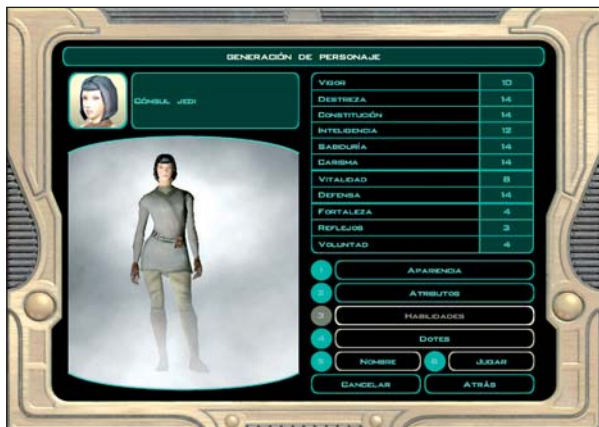 GENERACIÓN DE PERSONAJE
CÓNSUL JEDI
VIGOR 10
DESTREZA 14
CONSTITUCIÓN 14
INTELIGENCIA 12
SABIDURÍA 14
CARISMA 14
VITALIDAD 8
DEFENSA 14
FORTALEZA 4
REFLEJOS 3
VOLUNTAD 4
1 APARIENCIA
2 ATRIBUTOS
3 HABILIDADES
4 DOTES
5 NOMBRE 6 JUGAR
CANCELAR ATRÁS